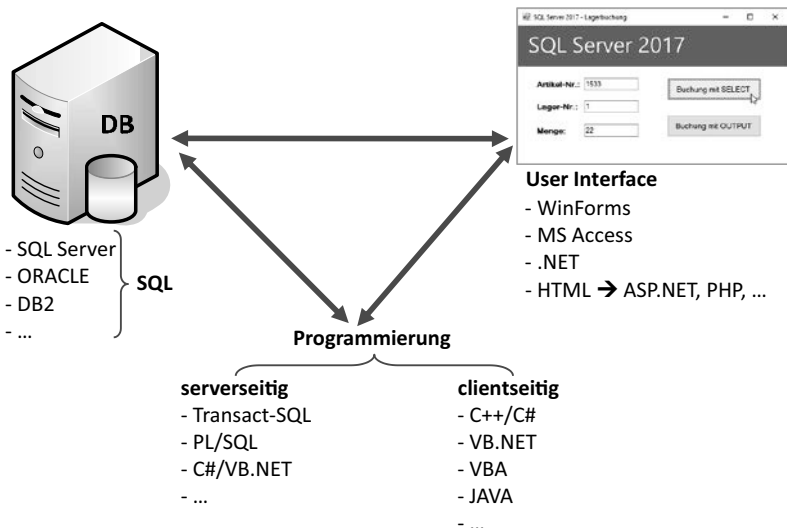 SQL Server 2017 - Lagerbuchung
SQL Server 2017
Artikel-Nr.: 1533
Buchung mit SELECT
Lager-Nr.: 1
Menge: 22
Buchung mit OUTPUT
DB
User Interface
- WinForms
- MS Access
- .NET
- HTML ➔ ASP.NET, PHP, ...
- SQL Server
- ORACLE
- DB2
- ...
SQL
Programmierung
serverseitig
- Transact-SQL
- PL/SQL
- C#/VB.NET
- ...
clientseitig
- C++/C#
- VB.NET
- VBA
- JAVA
- ...